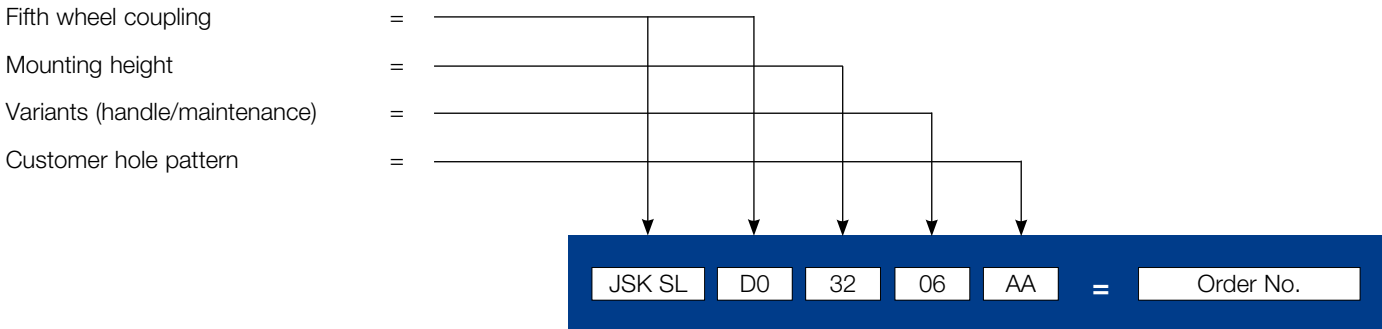 Fifth wheel coupling =
Mounting height =
Variants (handle/maintenance) =
Customer hole pattern =
JSK SL D0 32 06 AA = Order No.